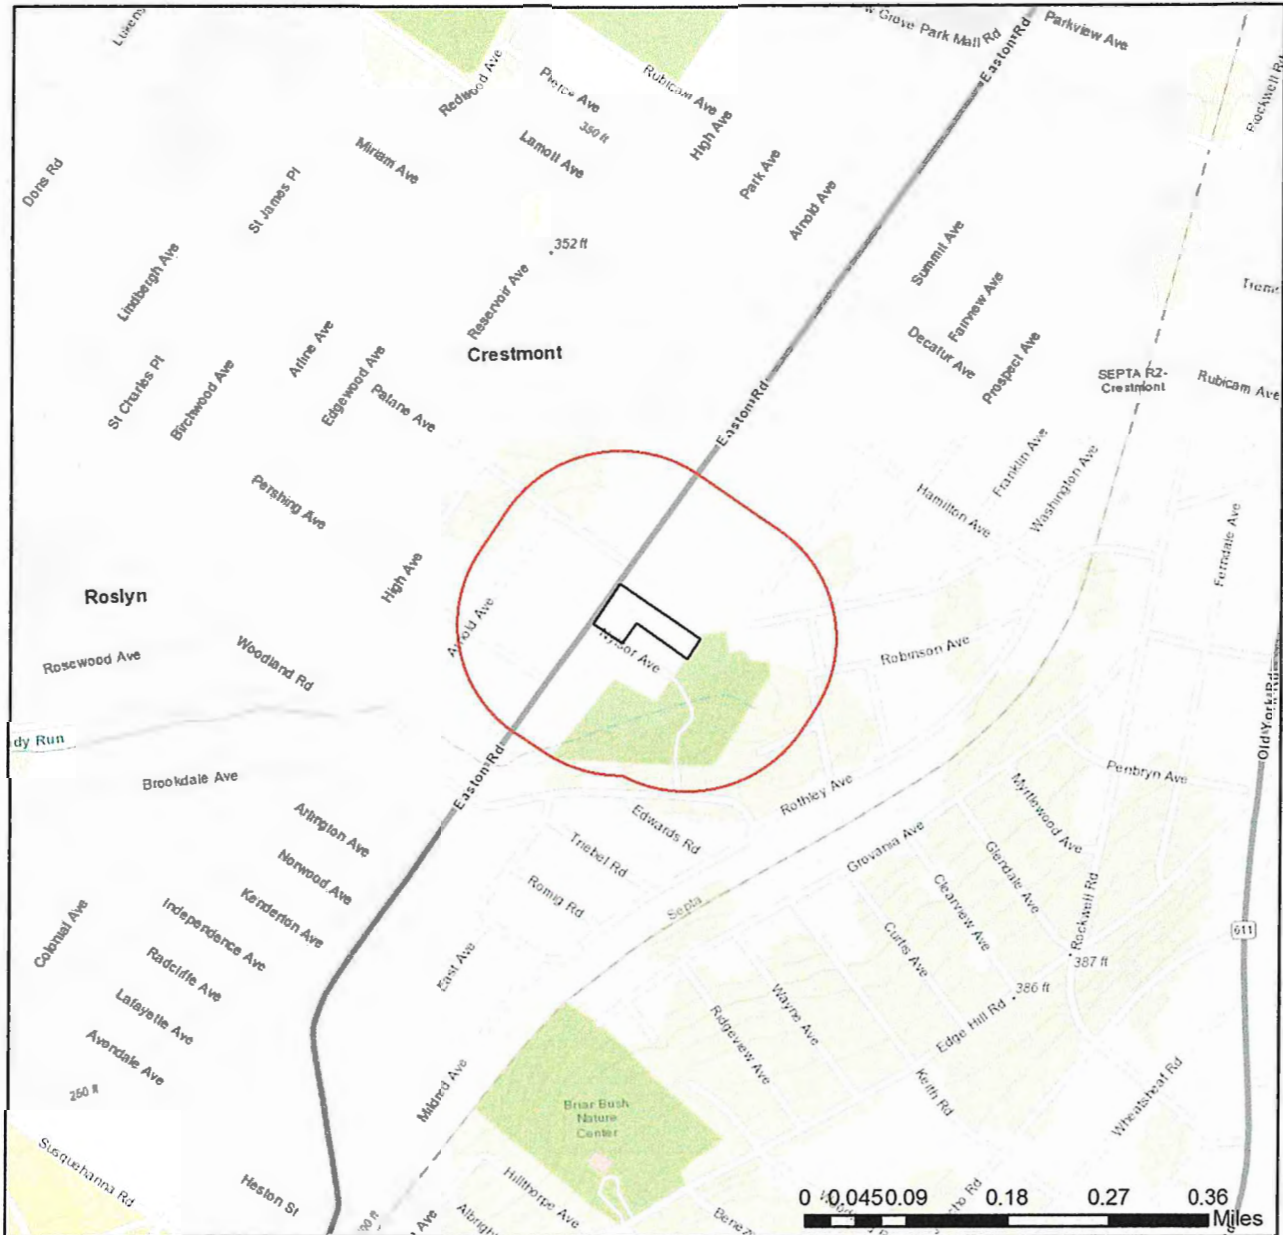 Parkview Ave
Grove Park Mall Rd
Easton Rd
Rockwell Rd
Redwood Ave
Pierce Ave
Rubicam Ave
350 ft
High Ave
Lamott Ave
Miriam Ave
Park Ave
Doris Rd
St James Pl
Arnold Ave
352 ft
Summit Ave
Lindbergh Ave
Reservoir Ave
Fairview Ave
Decatur Ave
Arline Ave
Crestmont
Prospect Ave
St Charles Pl
Birchwood Ave
Edgewood Ave
Patane Ave
SEPTA R2-
Crestmont
Rubicam Ave
Easton Rd
Franklin Ave
Washington Ave
Hamilton Ave
Pershing Ave
Ferndale Ave
High Ave
Roslyn
Arnold Ave
Rosewood Ave
Woodland Rd
Robinson Ave
dy Run
Old York Rd
Brookdale Ave
Easton Rd
Penbryn Ave
Rothley Ave
Edwards Rd
Myrtlewood Ave
Arlington Ave
Triebel Rd
Grovania Ave
Glendale Ave
Norwood Ave
Romig Rd
Clearview Ave
Rockwell Rd
Kenderton Ave
Septa
Independence Ave
Colonial Ave
Curtis Ave
611
Radcliffe Ave
East Ave
387 ft
386 ft
Lafayette Ave
Wayne Ave
Ridgeview Ave
Edge Hill Rd
Avondale Ave
Mildred Ave
Keith Rd
Wheatsheaf Rd
250 ft
Briar Bush
Nature
Center
Susquehanna Rd
Heston St
Hillthorpe Ave
0 0.045 0.09 0.18 0.27 0.36
Miles